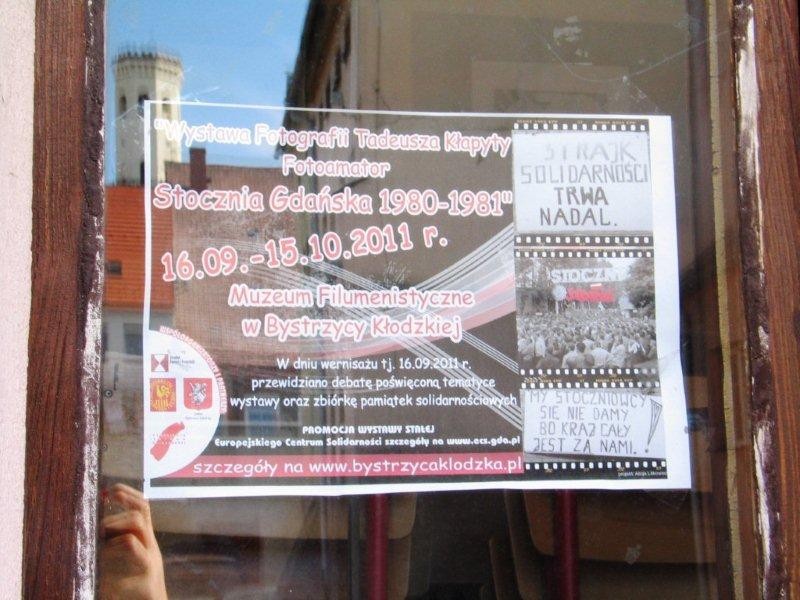 "Wystawa Fotografii Tadeusza Kłapyty
Fotoamator
Stocznia Gdańska 1980-1981"
16.09.-15.10.2011 r.
Muzeum Filumenistyczne
w Bystrzycy Kłodzkiej
W dniu wernisażu tj. 16.09.2011 r.
przewidziano debatę poświęconą tematyce
wystawy oraz zbiórkę pamiątek solidarnościowych
PROMOCJA WYSTAWY STAŁEJ
Europejskiego Centrum Solidarności szczegóły na www.ecs.gda.pl
szczegóły na www.bystrzycaklodzka.pl
STRAJK
SOLIDARNOŚCI
TRWA
NADAL.
STOCZNI
MY STOCZNIOWCY
SIĘ NIE DAMY
BO KRAJ CAŁY
JEST ZA NAMI.!